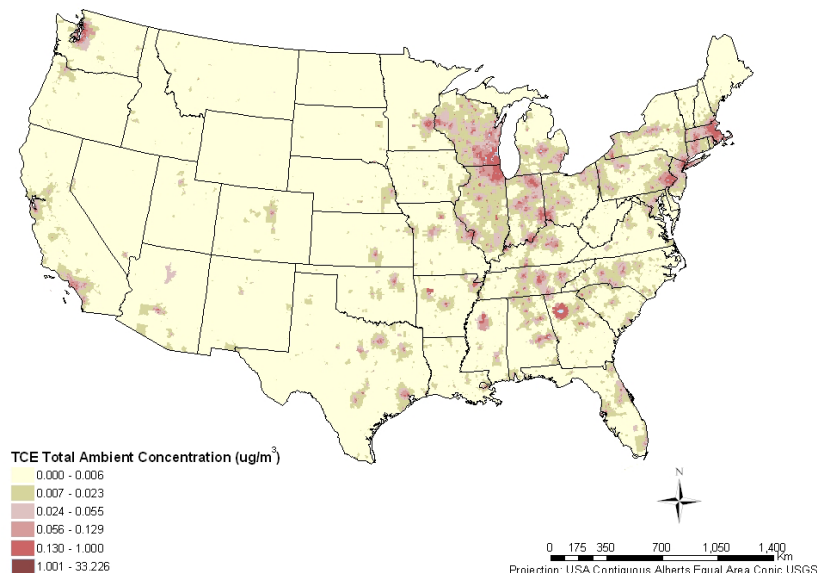 TCE Total Ambient Concentration (ug/m³)
0.000 - 0.006
0.007 - 0.023
0.024 - 0.055
0.056 - 0.129
0.130 - 1.000
1.001 - 33.226
N
0 175 350 700 1,050 1,400
Km
Projection: USA Contiguous Alberts Equal Area Conic USGS